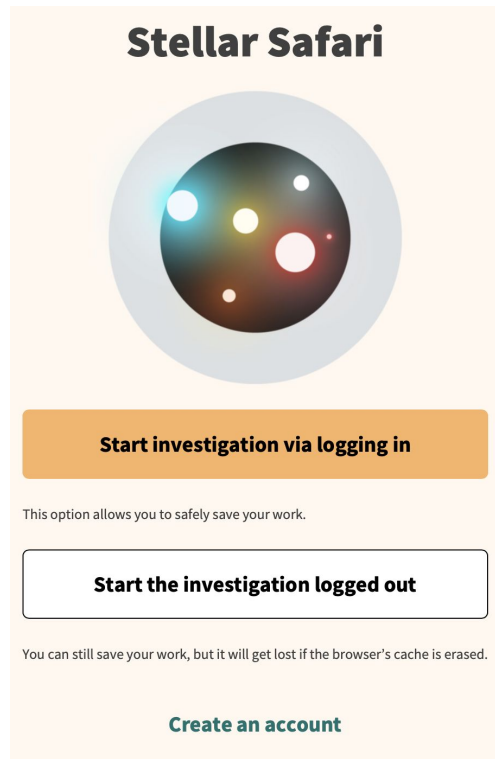 Stellar Safari
Start investigation via logging in
This option allows you to safely save your work.
Start the investigation logged out
You can still save your work, but it will get lost if the browser's cache is erased.
Create an account